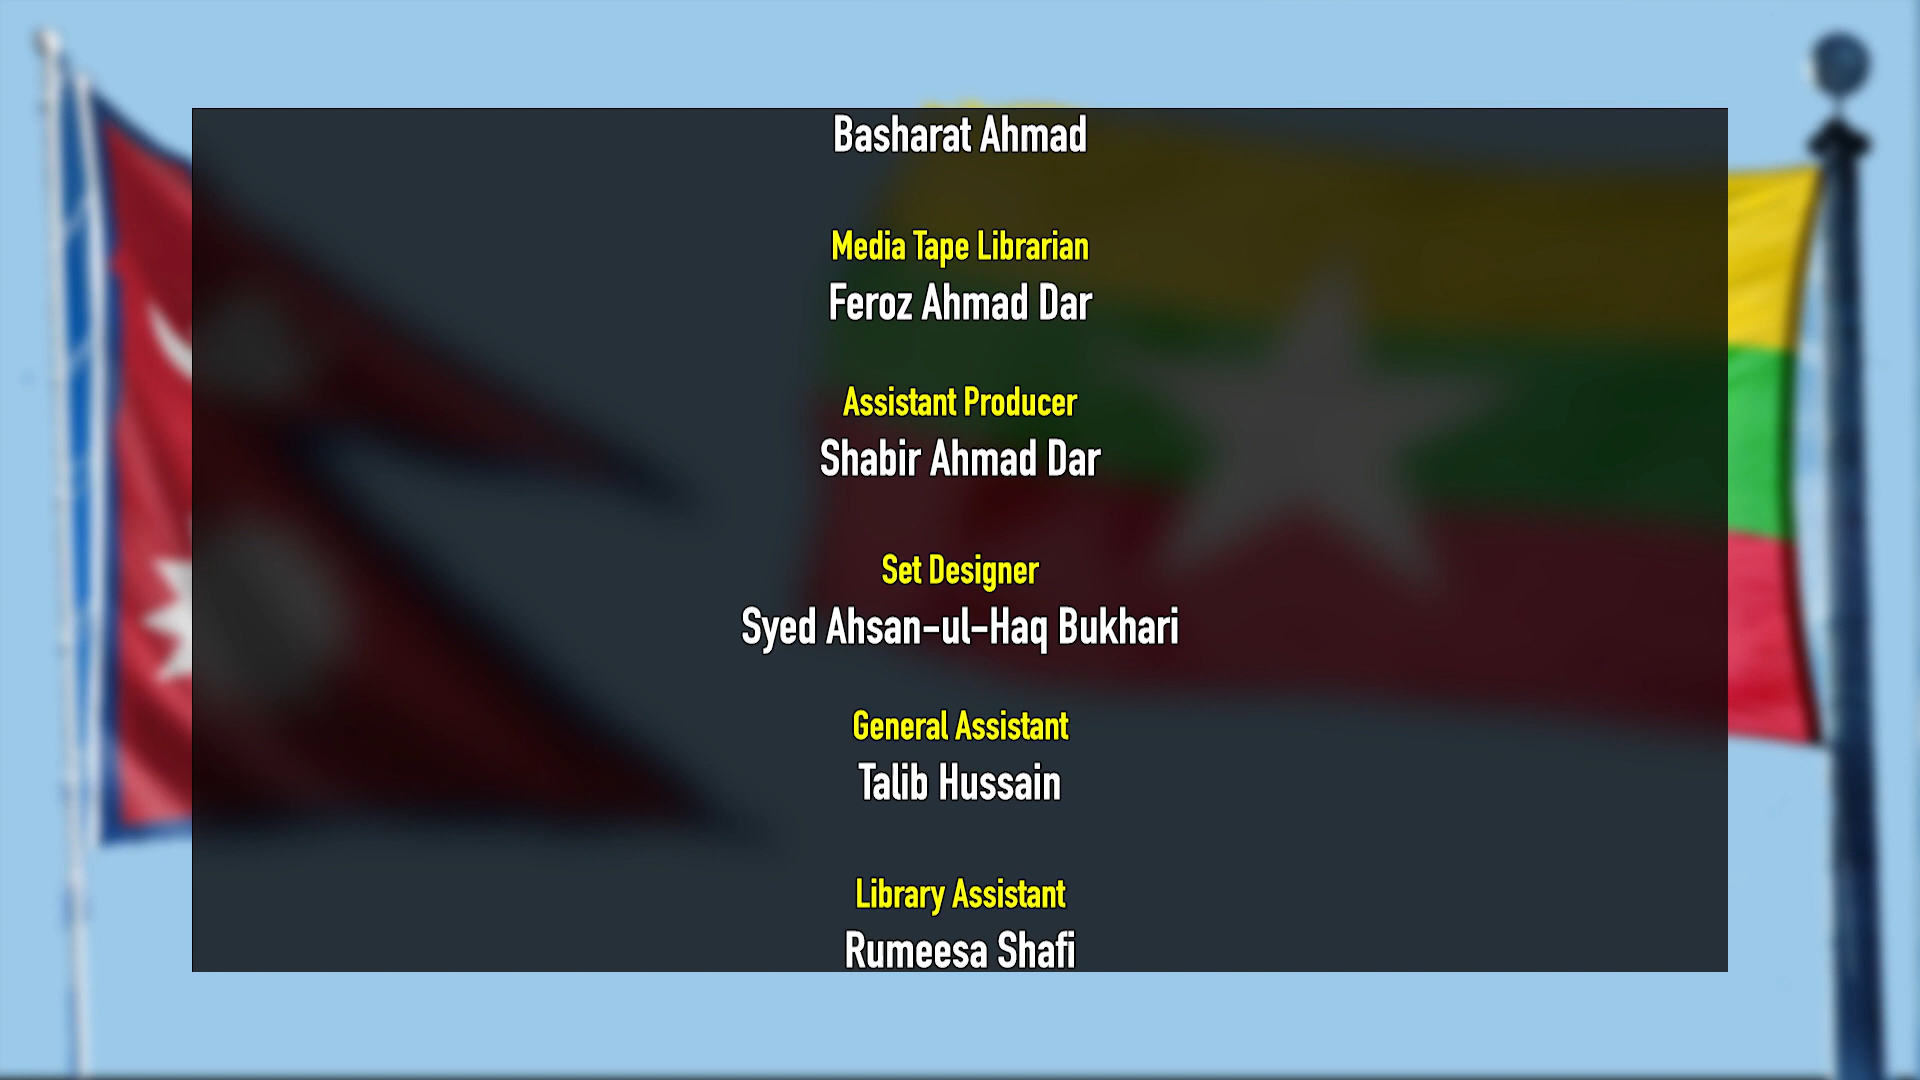 Basharat Ahmad
Media Tape Librarian
Feroz Ahmad Dar
Assistant Producer
Shabir Ahmad Dar
Set Designer
Syed Ahsan-ul-Haq Bukhari
General Assistant
Talib Hussain
Library Assistant
Rumeesa Shafi